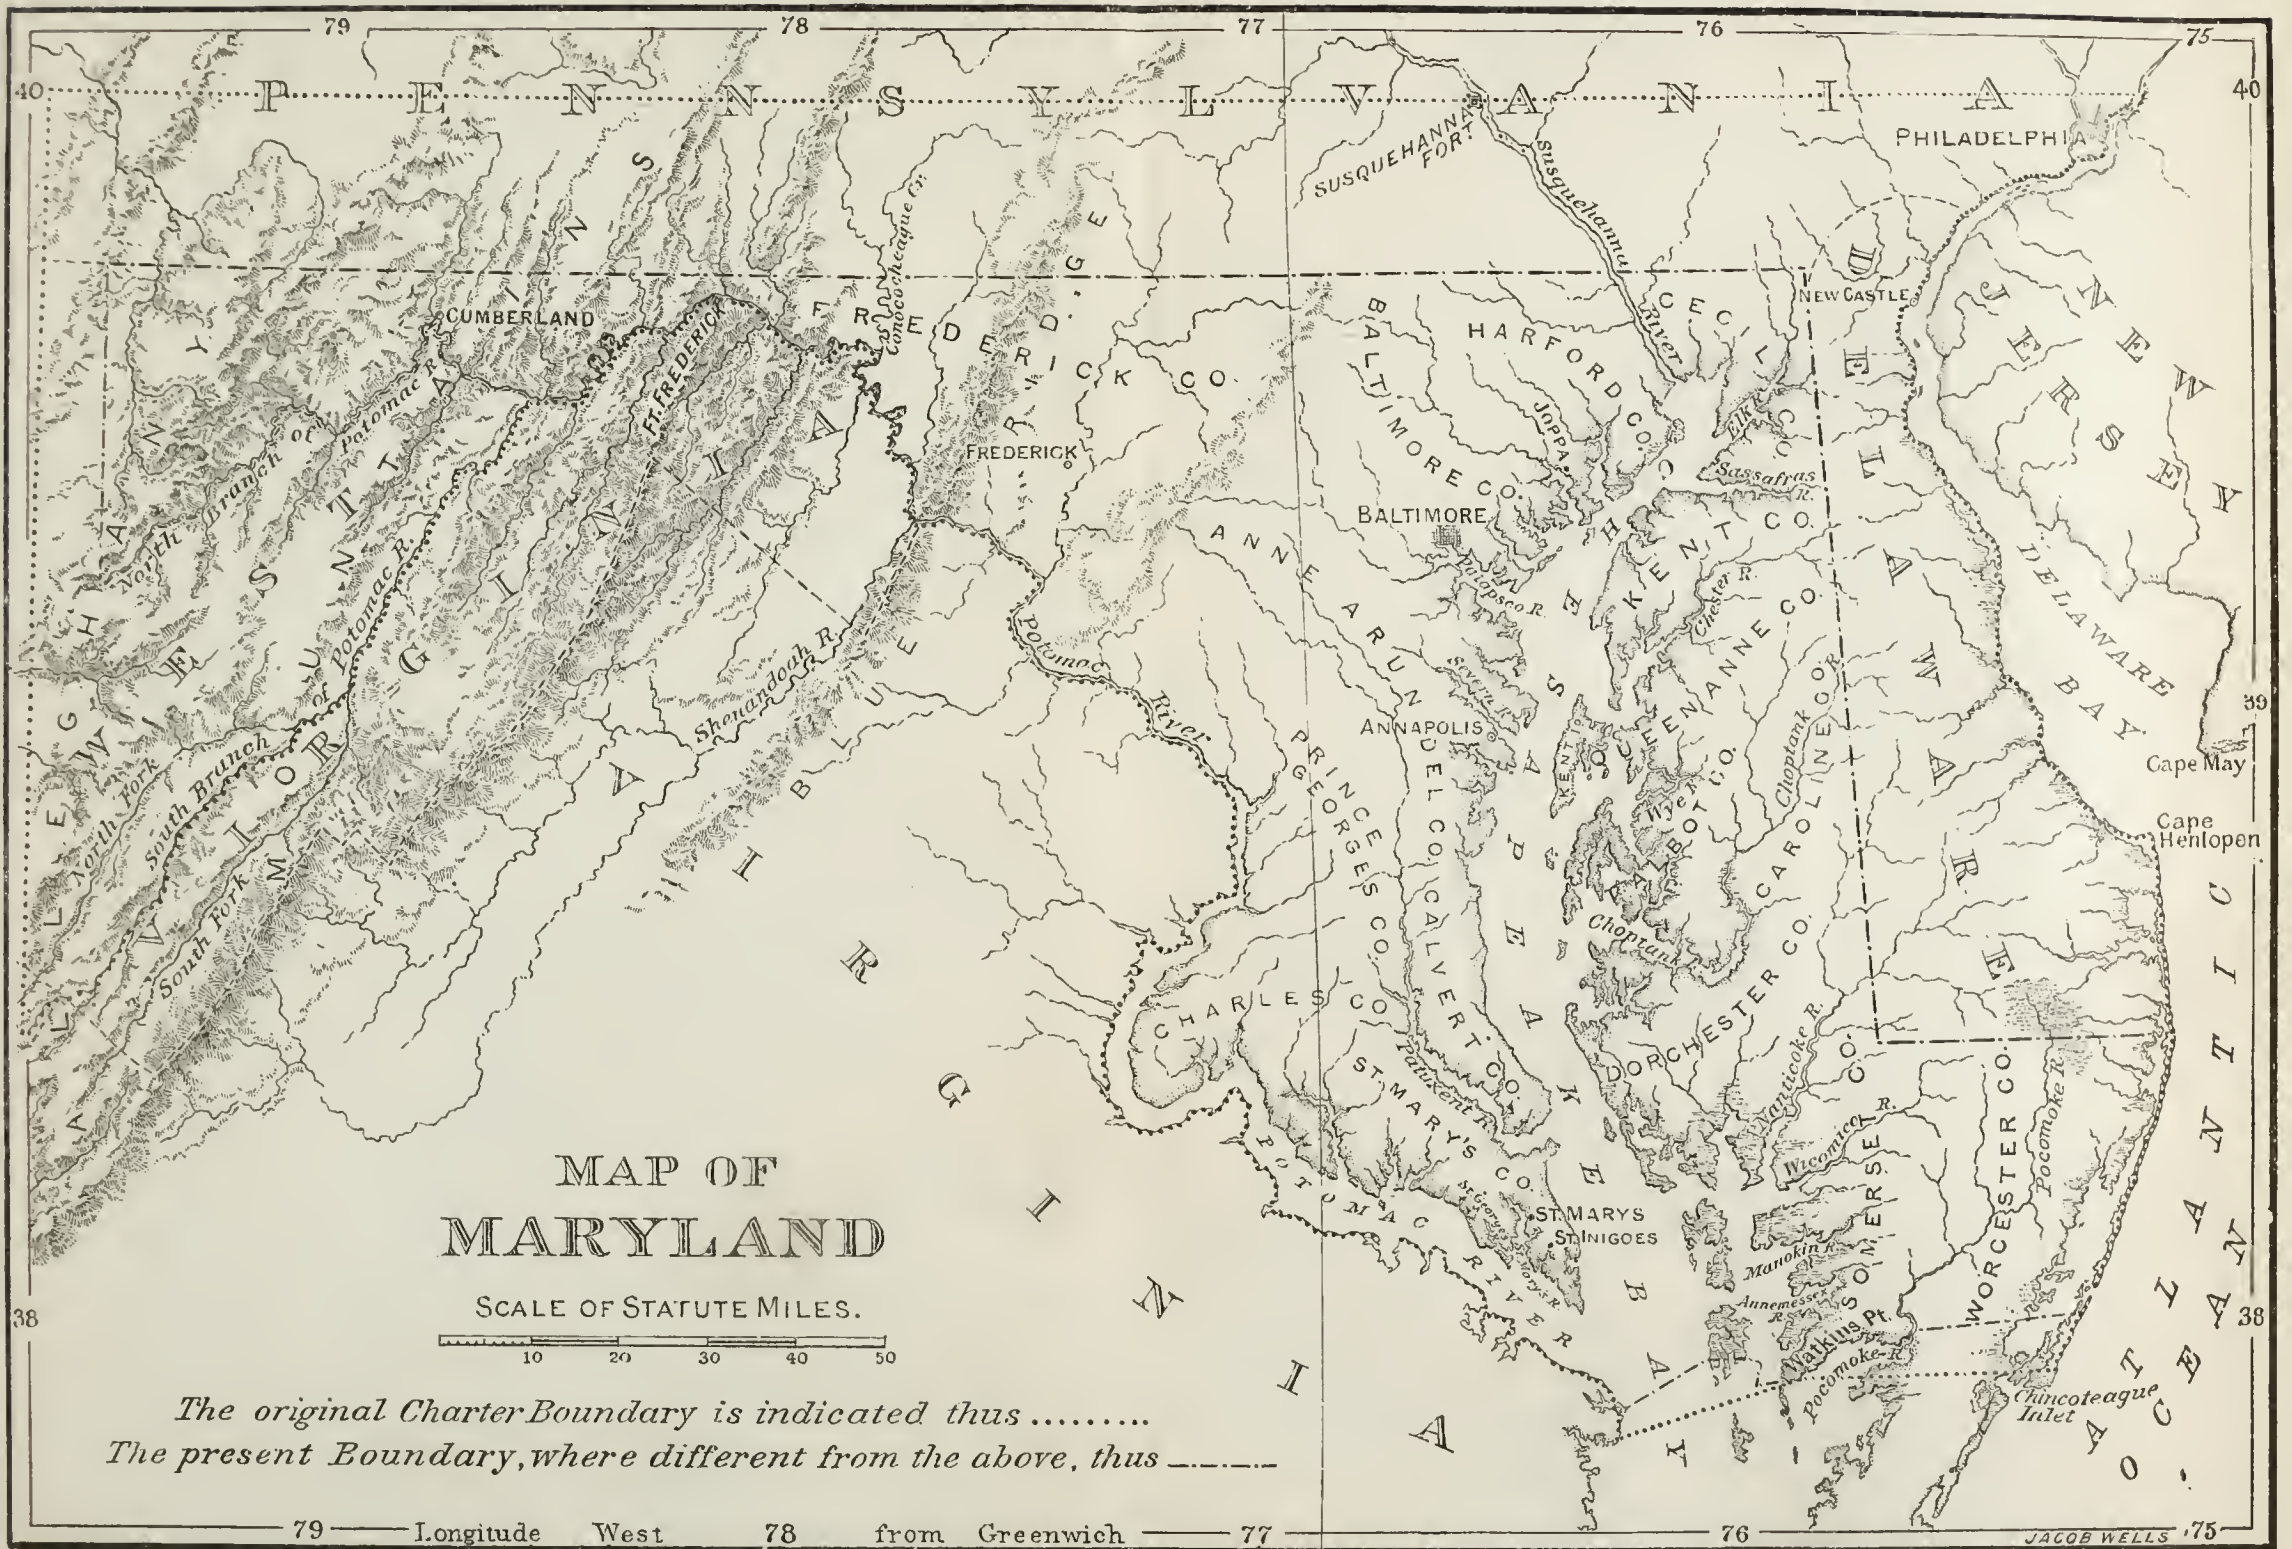 79 78 77 76 75
40 PENNSYLVANIA 40
SUSQUEHANNA
FORT
Susquehanna River
PHILADELPHIA
NEW CASTLE
NEW
JERSEY
DELAWARE
DELAWARE
BAY
Cape May
Cape
Henlopen
39
ATLANTIC
OCEAN.
Conococheague Cr.
CUMBERLAND
FT. FREDERICK
FREDERICK CO.
FREDERICK
BLUE RIDGE
North Branch of Potomac R.
ALLEGHANY
MTS
WEST VIRGINIA
South Branch of Potomac R.
North Fork
South Fork
Shenandoah R.
Potomac River
VIRGINIA
BALTIMORE CO.
HARFORD CO.
CECIL CO.
JOPPA
Elk R.
Sassafras
R.
BALTIMORE
Patapsco R.
KENT CO.
Chester R.
ANNE ARUNDEL CO.
Severn R.
ANNAPOLIS
KENT I.
QUEEN ANNE CO.
Wye R.
TALBOT CO.
Choptank R.
CAROLINE CO.
PRINCE
GEORGES CO.
CALVERT CO.
Choptank
CHARLES CO.
Patuxent R.
DORCHESTER CO.
Nanticoke R.
ST. MARY'S CO.
Wicomico R.
SOMERSET CO.
WORCESTER CO.
Pocomoke R.
CHESAPEAKE BAY
ST. MARYS
ST. INIGOES
St. Georges
St. Mary's R.
POTOMAC RIVER
Manokin R.
Annemessex
R.
Watkins Pt.
Pocomoke R.
Chincoteague
Inlet
MAP OF
MARYLAND
SCALE OF STATUTE MILES.
10 20 30 40 50
38 38
The original Charter Boundary is indicated thus .........
The present Boundary, where different from the above, thus _._._._
79 Longitude West 78 from Greenwich 77 76 75
JACOB WELLS